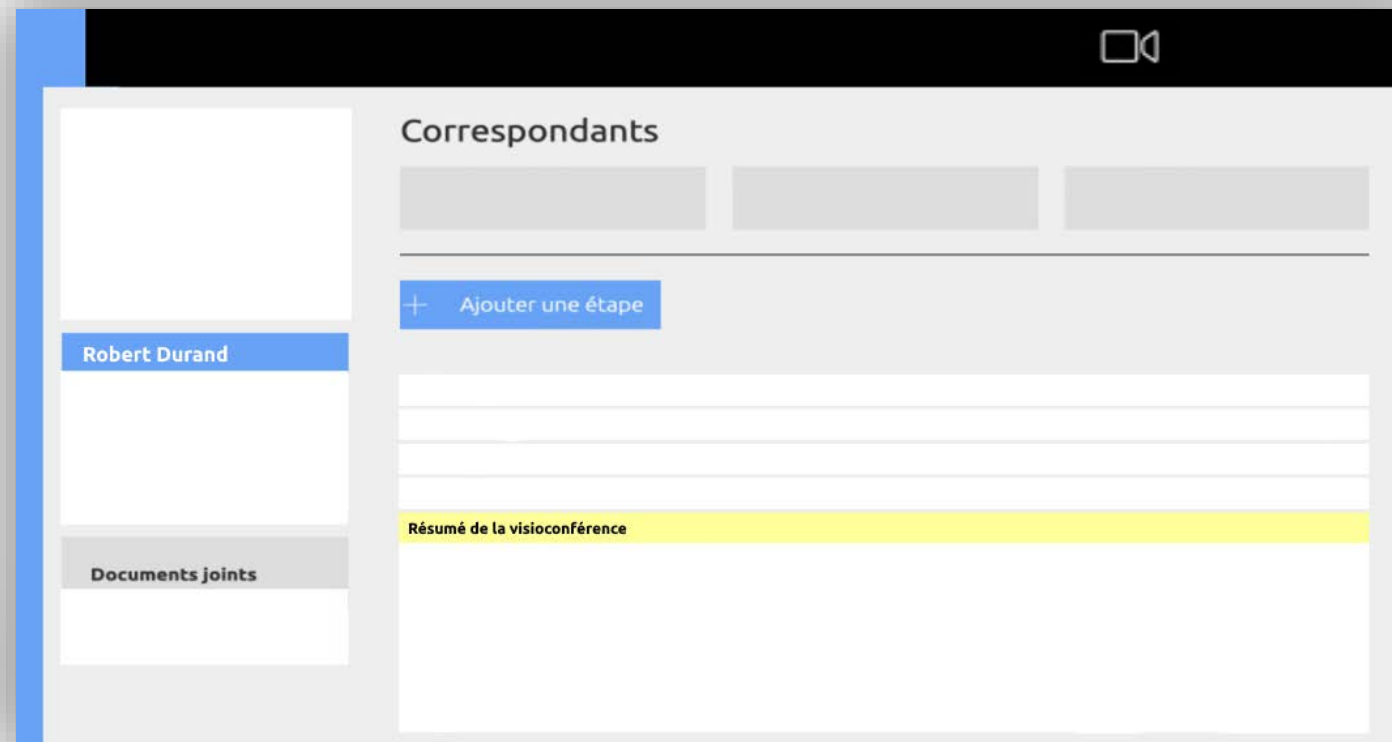 Correspondants
+ Ajouter une étape
Robert Durand
Résumé de la visioconférence
Documents joints